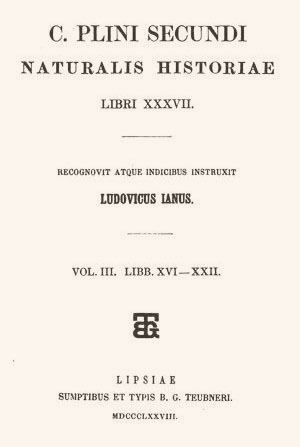 C. PLINI SECUNDI
NATURALIS HISTORIAE
LIBRI XXXVII.
RECOGNOVIT ATQUE INDICIBUS INSTRUXIT
LUDOVICUS IANUS.
VOL. III. LIBB. XVI—XXII.
BTG
LIPSIAE
SUMPTIBUS ET TYPIS B. G. TEUBNERI.
MDCCCLXXVIII.